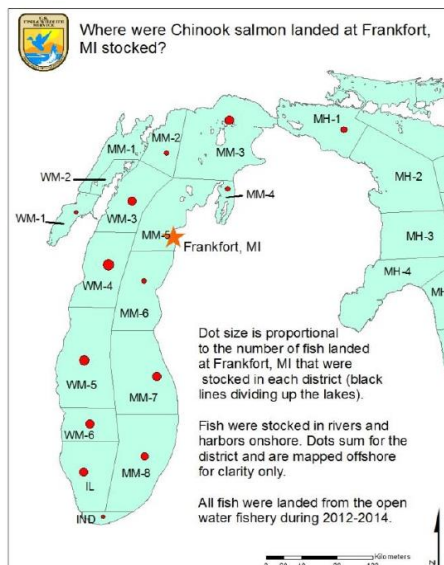 U.S.
FISH & WILDLIFE
SERVICE
Where were Chinook salmon landed at Frankfort,
MI stocked?
MH-1
MM-2
MM-1
MM-3
WM-2
MH-2
MM-4
WM-3
WM-1
MM-5
MH-3
Frankfort, MI
MH-4
WM-4
MH
MM-6
Dot size is proportional
to the number of fish landed
at Frankfort, MI that were
stocked in each district (black
lines dividing up the lakes).
WM-5
MM-7
Fish were stocked in rivers and
harbors onshore. Dots sum for the
district and are mapped offshore
for clarity only.
WM-6
MM-8
IL
All fish were landed from the open
water fishery during 2012-2014.
IND
Kilometers
N